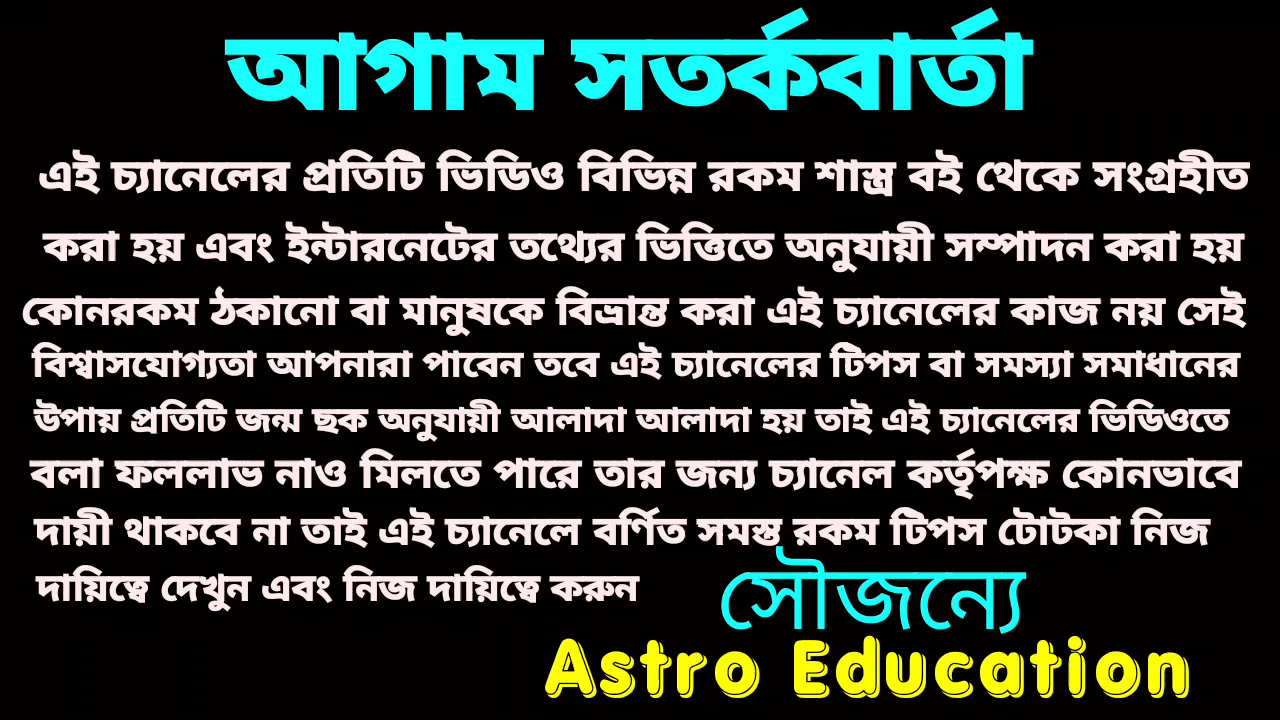 আগাম সতর্কবার্তা
এই চ্যানেলের প্রতিটি ভিডিও বিভিন্ন রকম শাস্ত্র বই থেকে সংগ্রহীত
করা হয় এবং ইন্টারনেটের তথ্যের ভিত্তিতে অনুযায়ী সম্পাদন করা হয়
কোনরকম ঠকানো বা মানুষকে বিভ্রান্ত করা এই চ্যানেলের কাজ নয় সেই
বিশ্বাসযোগ্যতা আপনারা পাবেন তবে এই চ্যানেলের টিপস বা সমস্যা সমাধানের
উপায় প্রতিটি জন্ম ছক অনুযায়ী আলাদা আলাদা হয় তাই এই চ্যানেলের ভিডিওতে
বলা ফললাভ নাও মিলতে পারে তার জন্য চ্যানেল কর্তৃপক্ষ কোনভাবে
দায়ী থাকবে না তাই এই চ্যানেলে বর্ণিত সমস্ত রকম টিপস টোটকা নিজ
দায়িত্বে দেখুন এবং নিজ দায়িত্বে করুন
সৌজন্যে
Astro Education